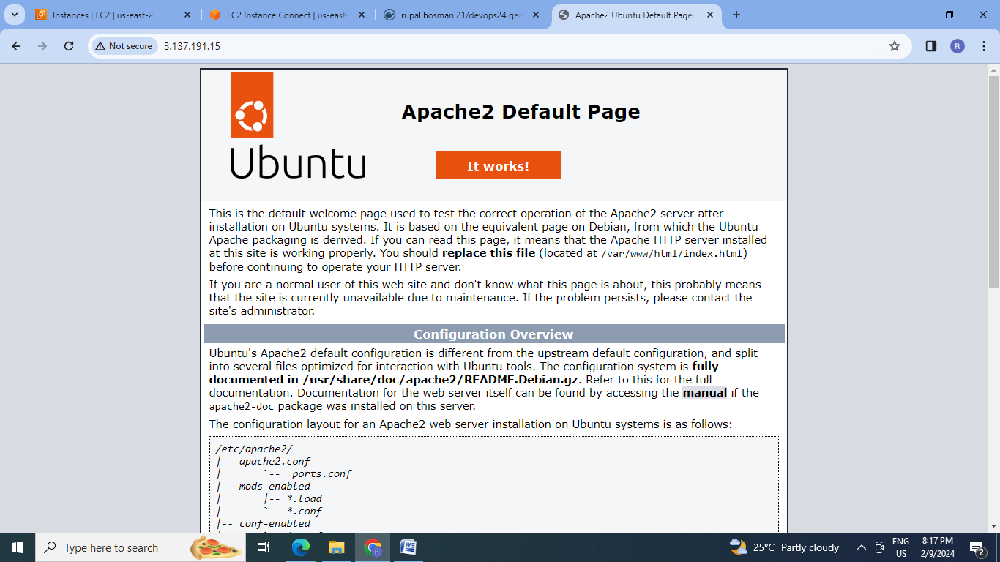 Instances | EC2 | us-east-2
EC2 Instance Connect | us-east-
rupalihosmani21/devops24 gen
Apache2 Ubuntu Default Page:
Not secure
3.137.191.15
R
Apache2 Default Page
Ubuntu
It works!
This is the default welcome page used to test the correct operation of the Apache2 server after
installation on Ubuntu systems. It is based on the equivalent page on Debian, from which the Ubuntu
Apache packaging is derived. If you can read this page, it means that the Apache HTTP server installed
at this site is working properly. You should replace this file (located at /var/www/html/index.html)
before continuing to operate your HTTP server.
If you are a normal user of this web site and don't know what this page is about, this probably means
that the site is currently unavailable due to maintenance. If the problem persists, please contact the
site's administrator.
Configuration Overview
Ubuntu's Apache2 default configuration is different from the upstream default configuration, and split
into several files optimized for interaction with Ubuntu tools. The configuration system is fully
documented in /usr/share/doc/apache2/README.Debian.gz. Refer to this for the full
documentation. Documentation for the web server itself can be found by accessing the manual if the
apache2-doc package was installed on this server.
The configuration layout for an Apache2 web server installation on Ubuntu systems is as follows:
/etc/apache2/
|-- apache2.conf
|       `--  ports.conf
|-- mods-enabled
|       |-- *.load
|       `-- *.conf
|-- conf-enabled
Type here to search
R
W
25°C Partly cloudy
ENG
US
8:17 PM
2/9/2024
2